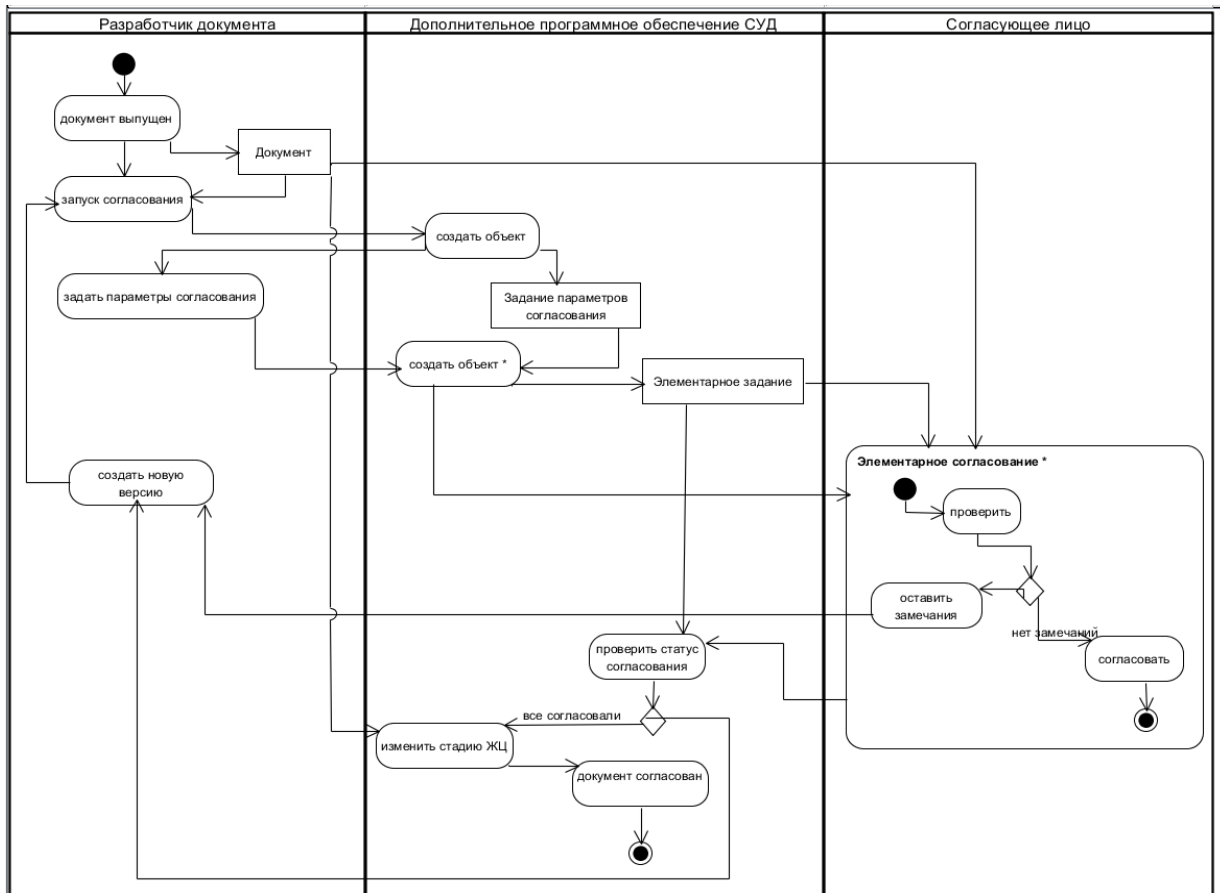 Разработчик документа
Дополнительное программное обеспечение СУД
Согласующее лицо
документ выпущен
Документ
запуск согласования
создать объект
задать параметры согласования
Задание параметров
согласования
создать объект *
Элементарное задание
Элементарное согласование *
создать новую
версию
проверить
оставить
замечания
нет замечаний
согласовать
проверить статус
согласования
все согласовали
изменить стадию ЖЦ
документ согласован